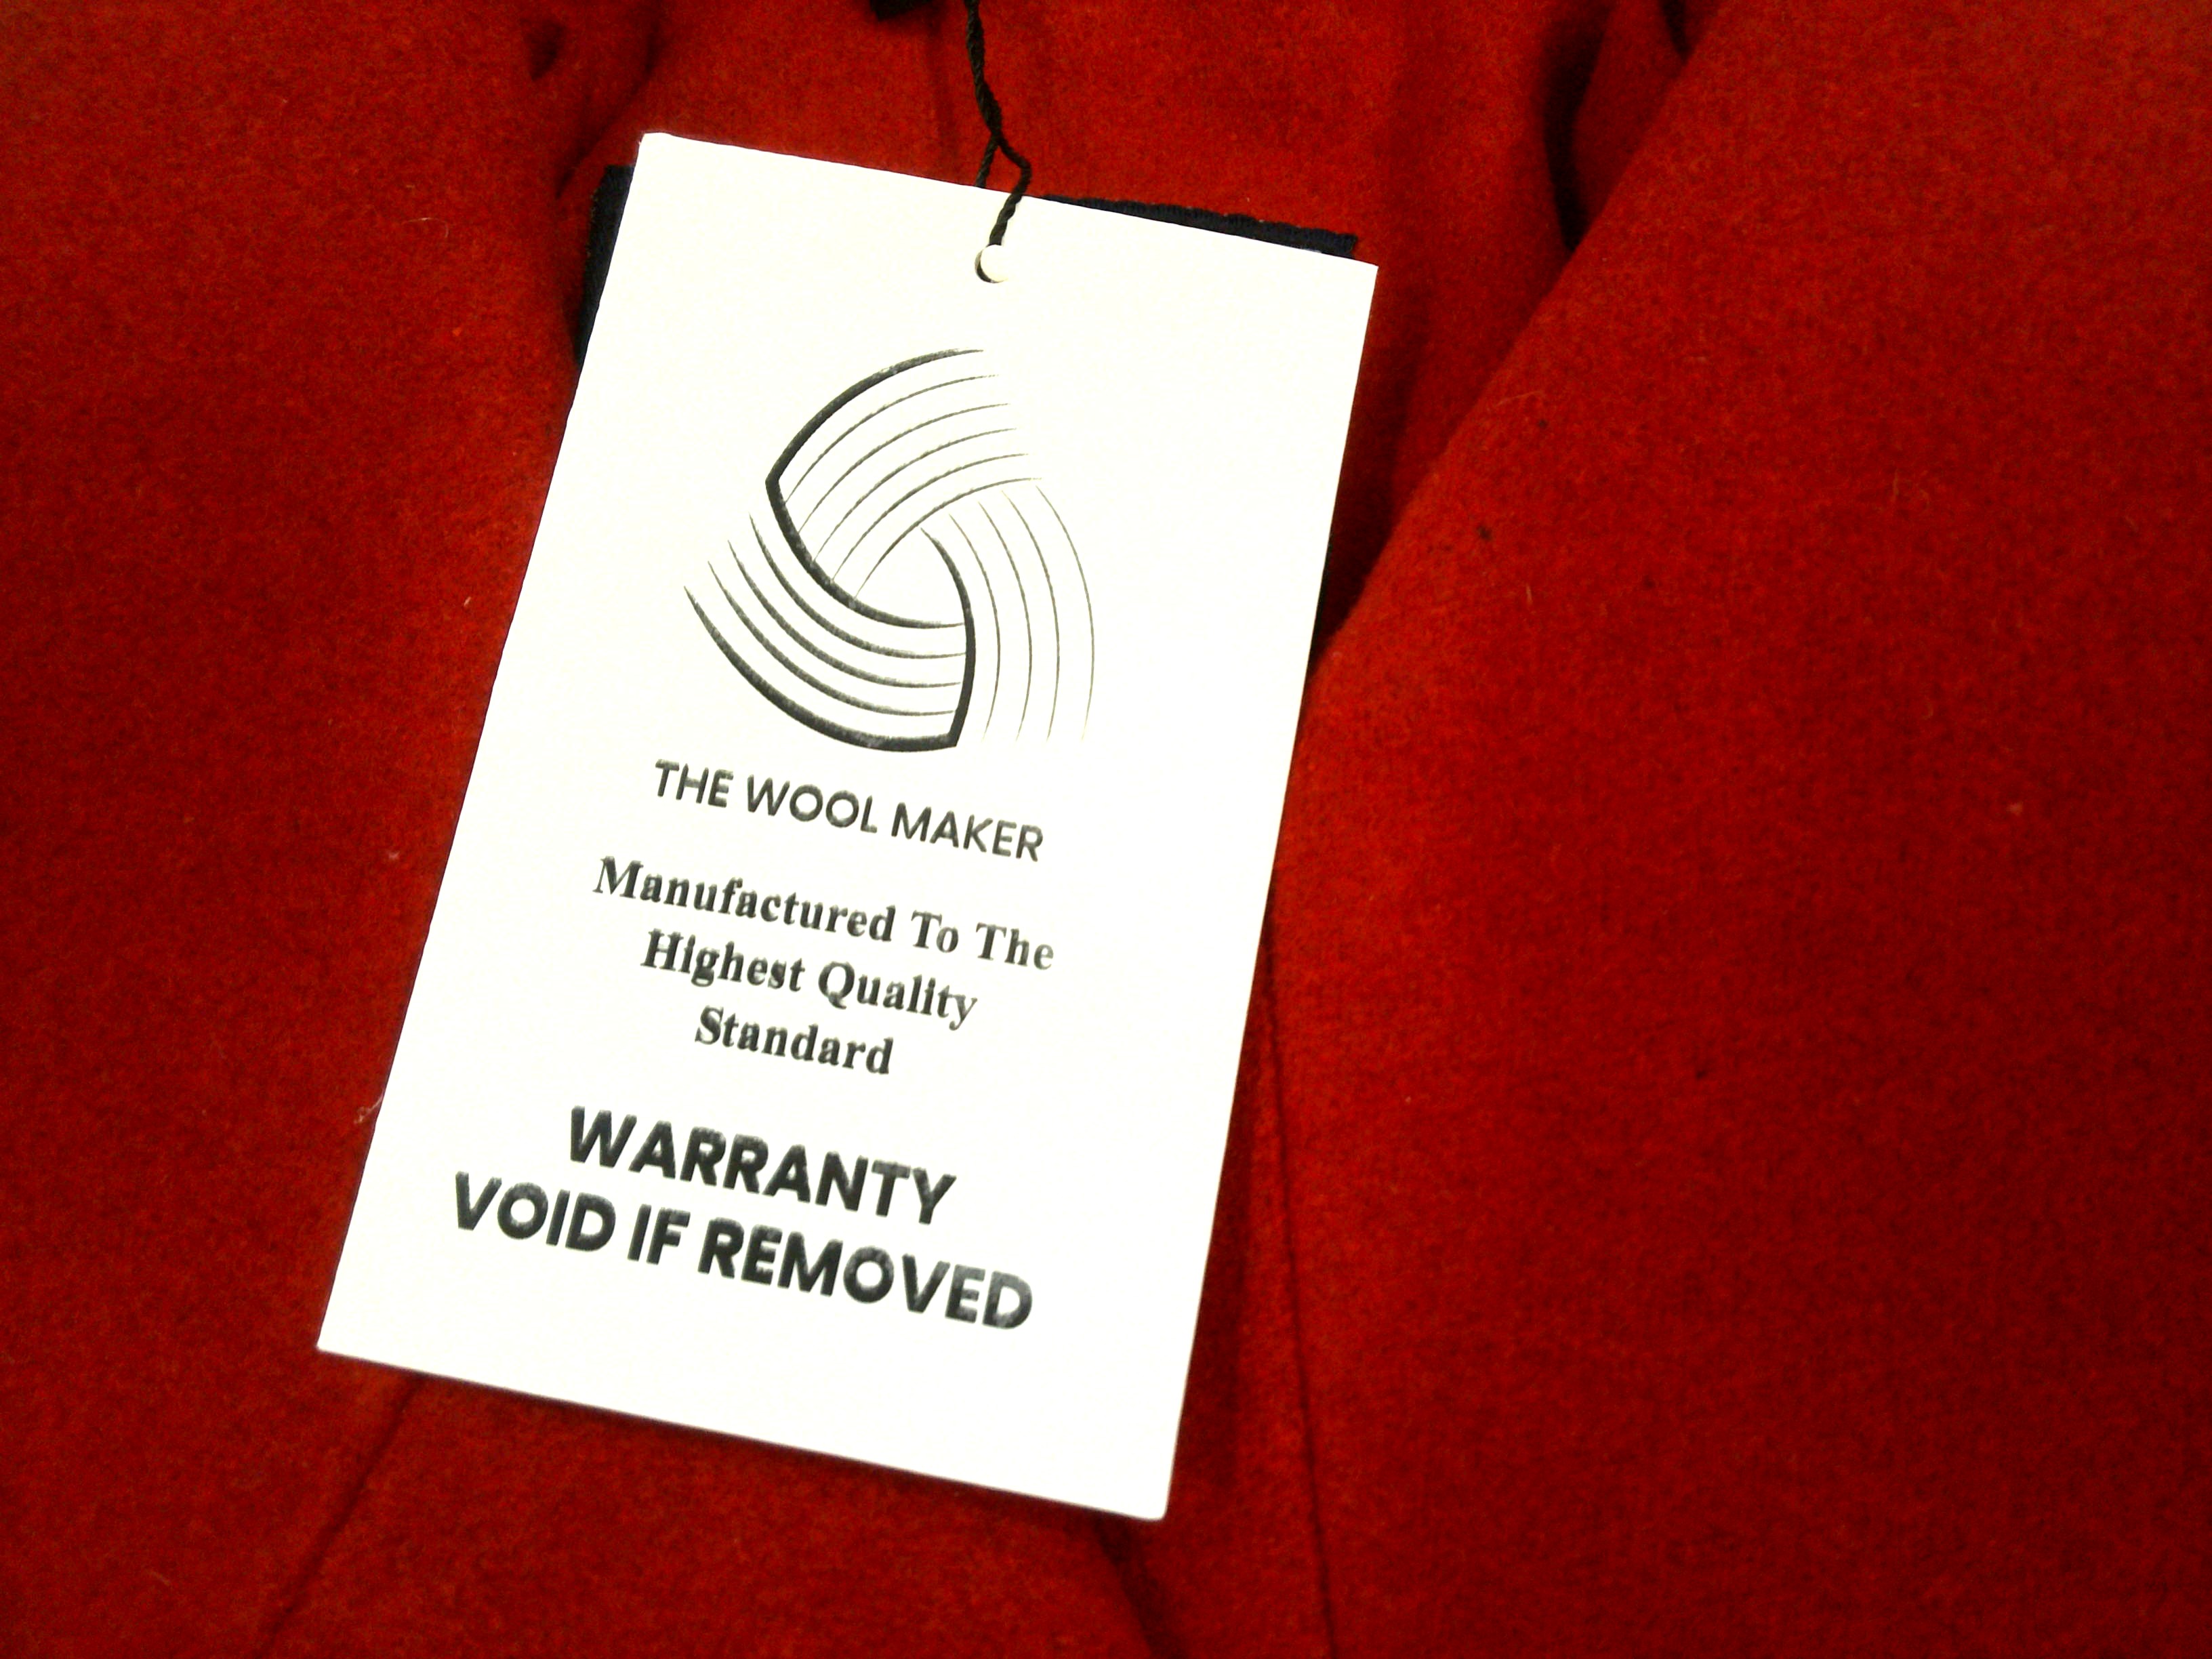 THE WOOL MAKER
Manufactured To The
Highest Quality
Standard
WARRANTY
VOID IF REMOVED